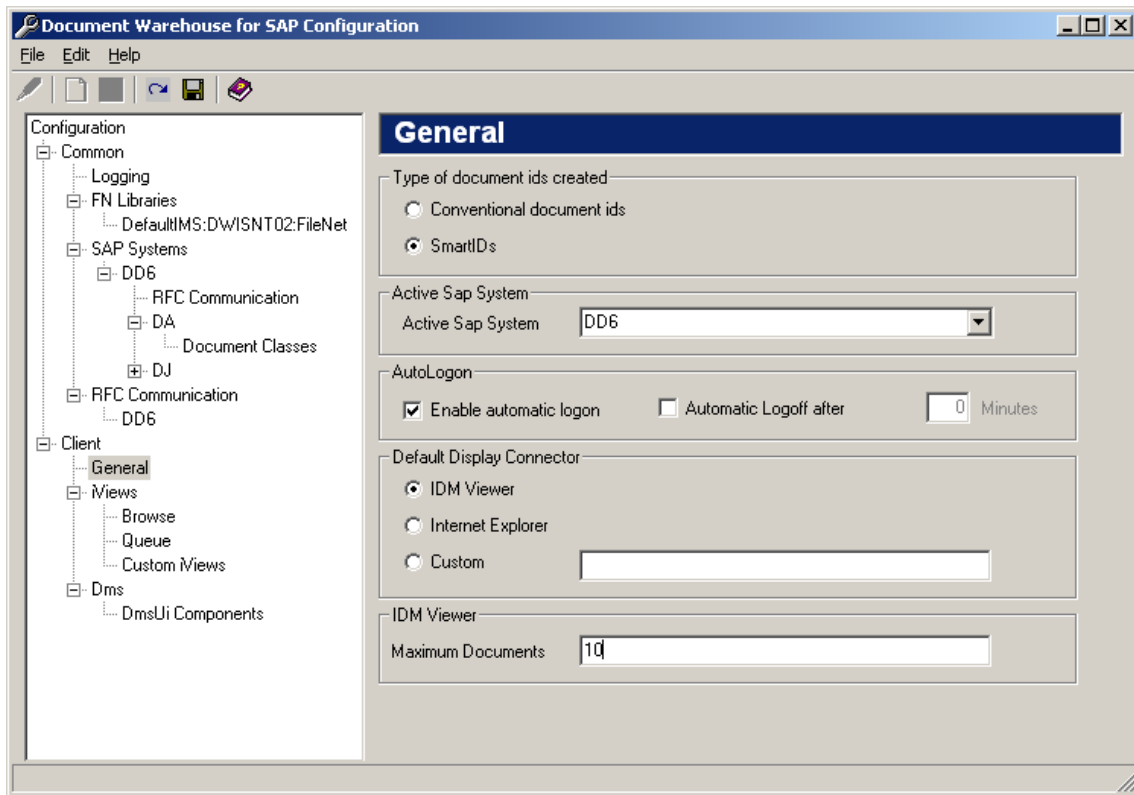 Document Warehouse for SAP Configuration
File Edit Help
Configuration
Common
Logging
FN Libraries
DefaultIMS:DWISNT02:FileNet
SAP Systems
DD6
RFC Communication
DA
Document Classes
DJ
RFC Communication
DD6
Client
General
iViews
Browse
Queue
Custom iViews
Dms
DmsUi Components
General
Type of document ids created
Conventional document ids
SmartIDs
Active Sap System
Active Sap System DD6
AutoLogon
Enable automatic logon Automatic Logoff after 0 Minutes
Default Display Connector
IDM Viewer
Internet Explorer
Custom
IDM Viewer
Maximum Documents 10